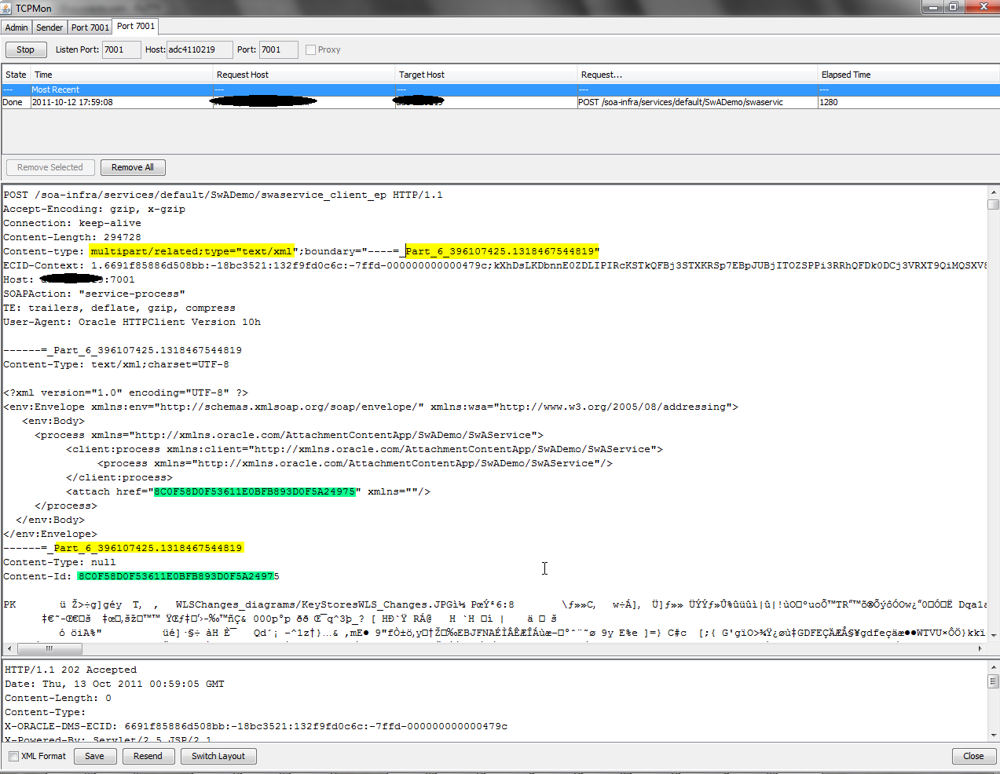 TCPMon
Admin Sender Port 7001 Port 7001
Stop Listen Port: 7001 Host: adc4110219 Port: 7001 Proxy
State Time Request Host Target Host Request... Elapsed Time
--- Most Recent --- --- --- ---
Done 2011-10-12 17:59:08 POST /soa-infra/services/default/SwADemo/swaservic 1280
Remove Selected Remove All
POST /soa-infra/services/default/SwADemo/swaservice_client_ep HTTP/1.1
Accept-Encoding: gzip, x-gzip
Connection: keep-alive
Content-Length: 294728
Content-type: multipart/related;type="text/xml";boundary="----=_Part_6_396107425.1318467544819"
ECID-Context: 1.6691f85886d508bb:-18bc3521:132f9fd0c6c:-7ffd-000000000000479c;kXhDsLKDbnnE0ZDLIPIRcKSTkQFBj3STXKRSp7EBpJUBjITOZSPPi3RRhQFDk0DCj3VRXT9QiMQSXV8
Host: :7001
SOAPAction: "service-process"
TE: trailers, deflate, gzip, compress
User-Agent: Oracle HTTPClient Version 10h
------=_Part_6_396107425.1318467544819
Content-Type: text/xml;charset=UTF-8
<?xml version="1.0" encoding="UTF-8" ?>
<env:Envelope xmlns:env="http://schemas.xmlsoap.org/soap/envelope/" xmlns:wsa="http://www.w3.org/2005/08/addressing">
<env:Body>
<process xmlns="http://xmlns.oracle.com/AttachmentContentApp/SwADemo/SwAService">
<client:process xmlns:client="http://xmlns.oracle.com/AttachmentContentApp/SwADemo/SwAService">
<process xmlns="http://xmlns.oracle.com/AttachmentContentApp/SwADemo/SwAService"/>
</client:process>
<attach href="8C0F58D0F53611E0BFB893D0F5A24975" xmlns=""/>
</process>
</env:Body>
</env:Envelope>
------=_Part_6_396107425.1318467544819
Content-Type: null
Content-Id: 8C0F58D0F53611E0BFB893D0F5A24975
PK WLSChanges_diagrams/KeyStoresWLS_Changes.JPG
HTTP/1.1 202 Accepted
Date: Thu, 13 Oct 2011 00:59:05 GMT
Content-Length: 0
Content-Type:
X-ORACLE-DMS-ECID: 6691f85886d508bb:-18bc3521:132f9fd0c6c:-7ffd-000000000000479c
X-Powered-By: Servlet/2.5 JSP/2.1
XML Format Save Resend Switch Layout Close